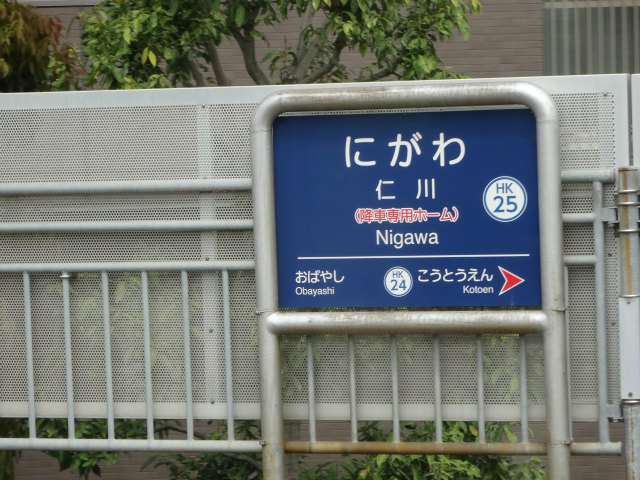 にがわ
仁川
HK
25
(降車専用ホーム)
Nigawa
おばやし
Obayashi
HK
24
こうとうえん
Kotoen